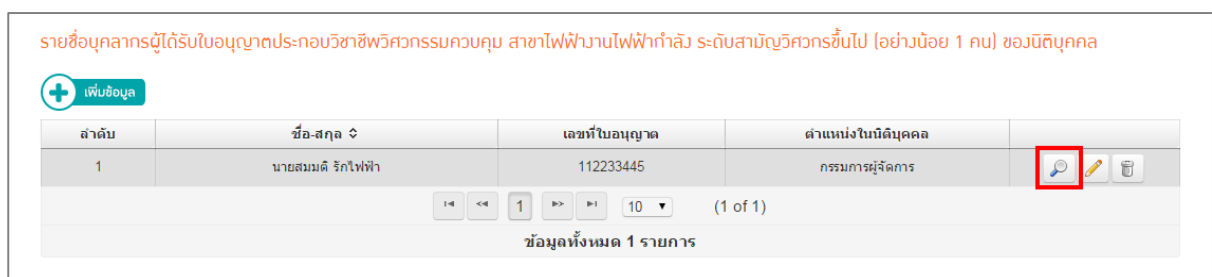 รายชื่อบุคลากรผู้ได้รับใบอนุญาตประกอบวิชาชีพวิศวกรรมควบคุม สาขาไฟฟ้างานไฟฟ้ากำลัง ระดับสามัญวิศวกรขึ้นไป (อย่างน้อย 1 คน) ของนิติบุคคล
เพิ่มข้อมูล
ลำดับ ชื่อ-สกุล เลขที่ใบอนุญาต ตำแหน่งในนิติบุคคล
1 นายสมมติ รักไฟฟ้า 112233445 กรรมการผู้จัดการ
1 10 (1 of 1)
ข้อมูลทั้งหมด 1 รายการ